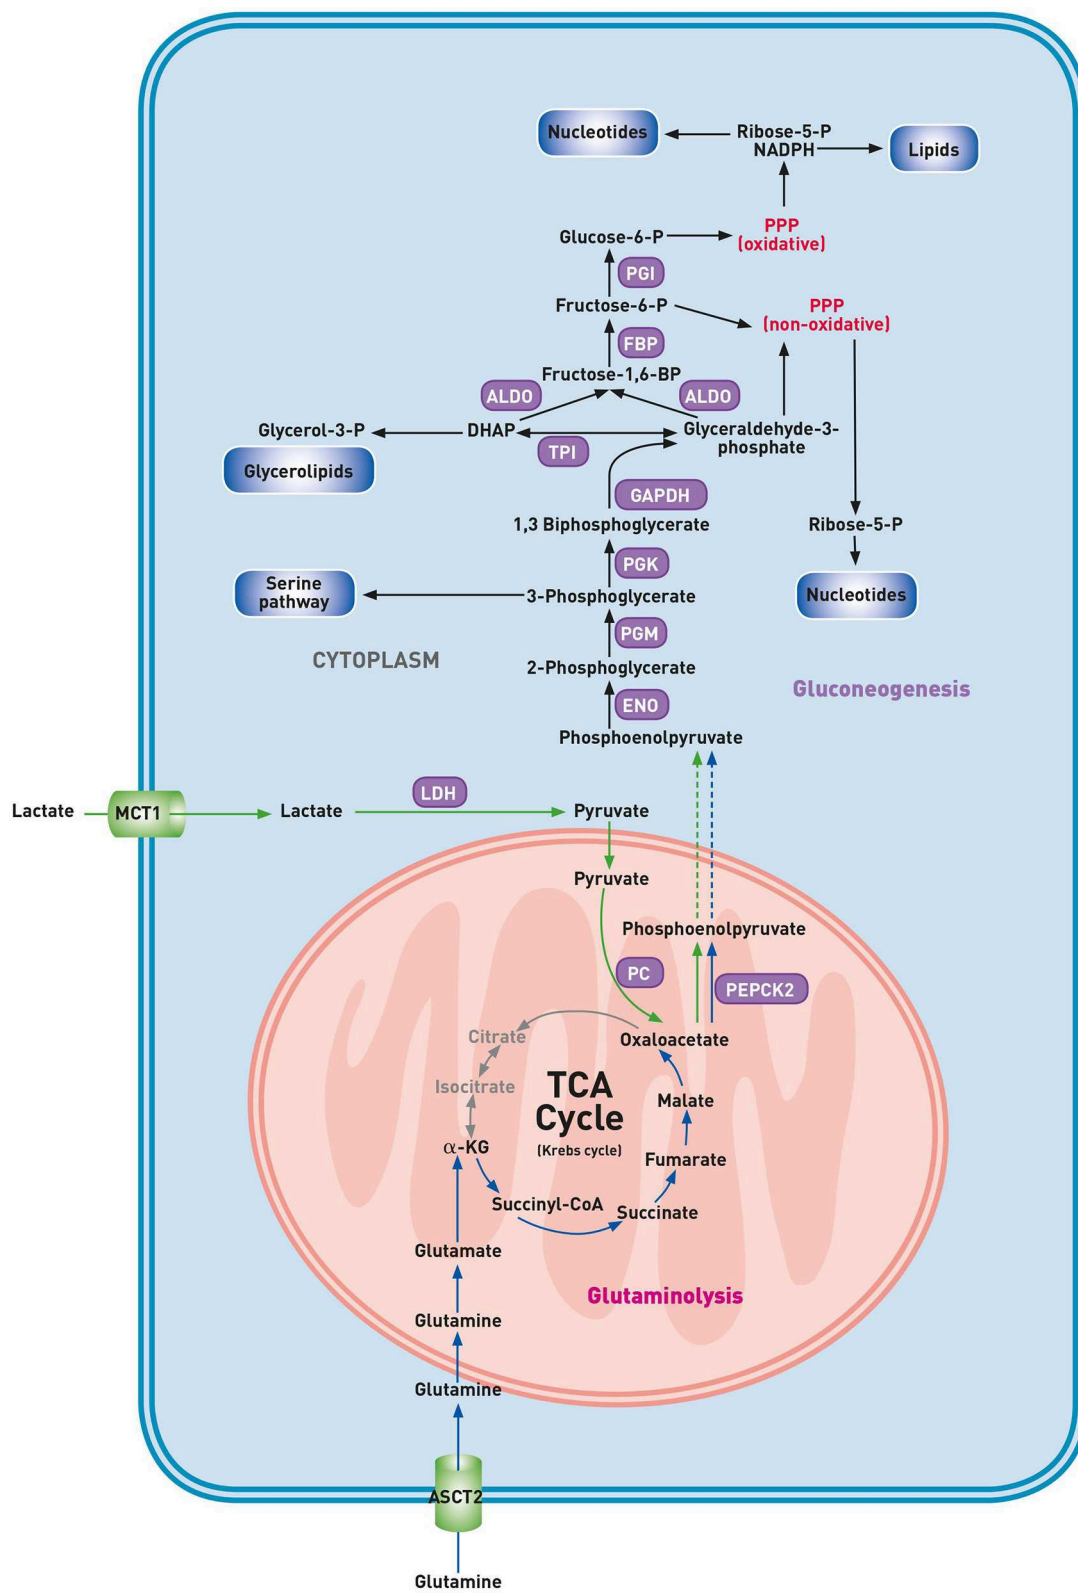 Nucleotides
Ribose-5-P
NADPH
Lipids
Glucose-6-P
PPP
(oxidative)
PGI
Fructose-6-P
PPP
(non-oxidative)
FBP
Fructose-1,6-BP
ALDO
ALDO
Glycerol-3-P
DHAP
Glyceraldehyde-3-
phosphate
TPI
Glycerolipids
GAPDH
1,3 Biphosphoglycerate
Ribose-5-P
PGK
Serine
pathway
3-Phosphoglycerate
Nucleotides
PGM
CYTOPLASM
2-Phosphoglycerate
Gluconeogenesis
ENO
Phosphoenolpyruvate
LDH
Lactate
MCT1
Lactate
Pyruvate
Pyruvate
Phosphoenolpyruvate
PC
PEPCK2
Citrate
Oxaloacetate
Isocitrate
TCA
Cycle
(Krebs cycle)
Malate
α-KG
Fumarate
Succinyl-CoA
Succinate
Glutamate
Glutaminolysis
Glutamine
Glutamine
ASCT2
Glutamine